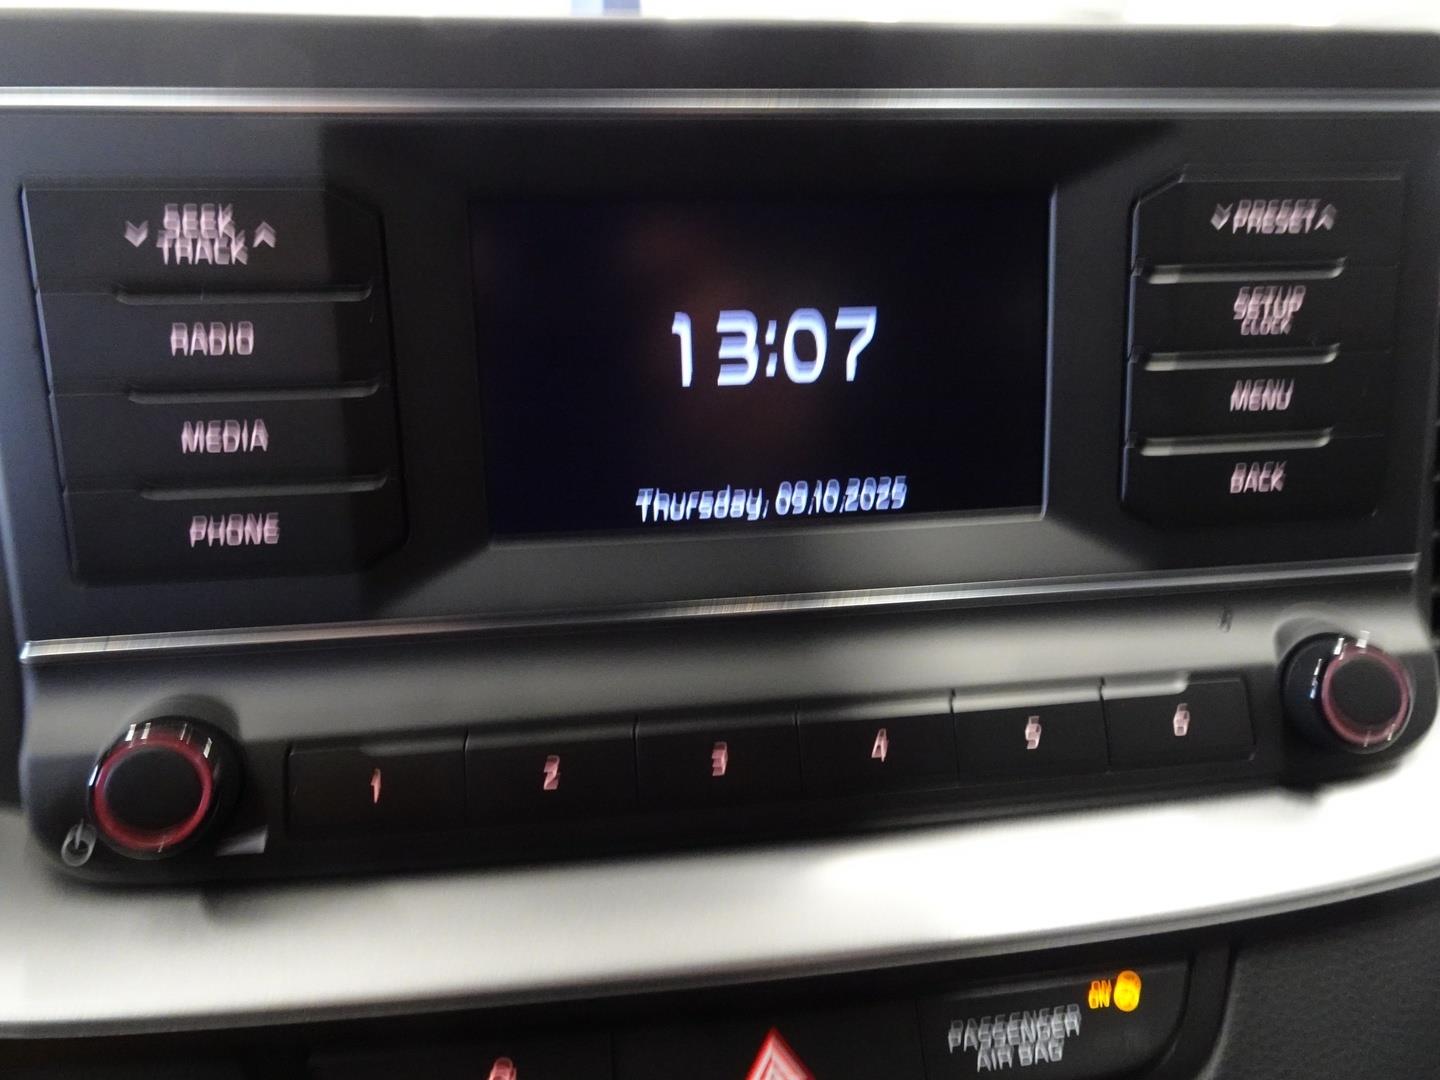 SEEK
TRACK
RADIO
MEDIA
PHONE
13:07
Thursday, 09.10.2025
PRESET
SETUP
CLOCK
MENU
BACK
1 2 3 4 5 6
ON
PASSENGER
AIR BAG